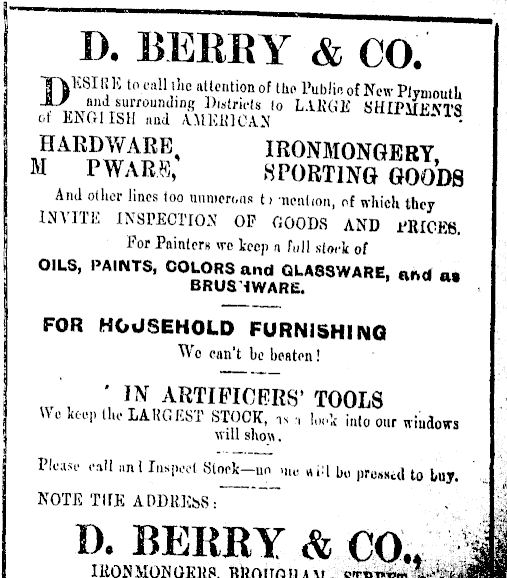 D. BERRY & CO.
DESIRE to call the attention of the Public of New Plymouth
and surrounding Districts to LARGE SHIPMENTS
of ENGLISH and AMERICAN
HARDWARE, IRONMONGERY,
SPORTING GOODS
And other lines too numerous to mention, of which they
INVITE INSPECTION OF GOODS AND PRICES.
For Painters we keep a full stock of
OILS, PAINTS, COLORS and GLASSWARE, and as
BRUSHWARE.
FOR HOUSEHOLD FURNISHING
We can't be beaten!
IN ARTIFICERS' TOOLS
We keep the LARGEST STOCK, as a look into our windows
will show.
Please call and Inspect Stock—no one will be pressed to buy.
NOTE THE ADDRESS:
D. BERRY & CO.,
IRONMONGERS, BROUGHAM STREET